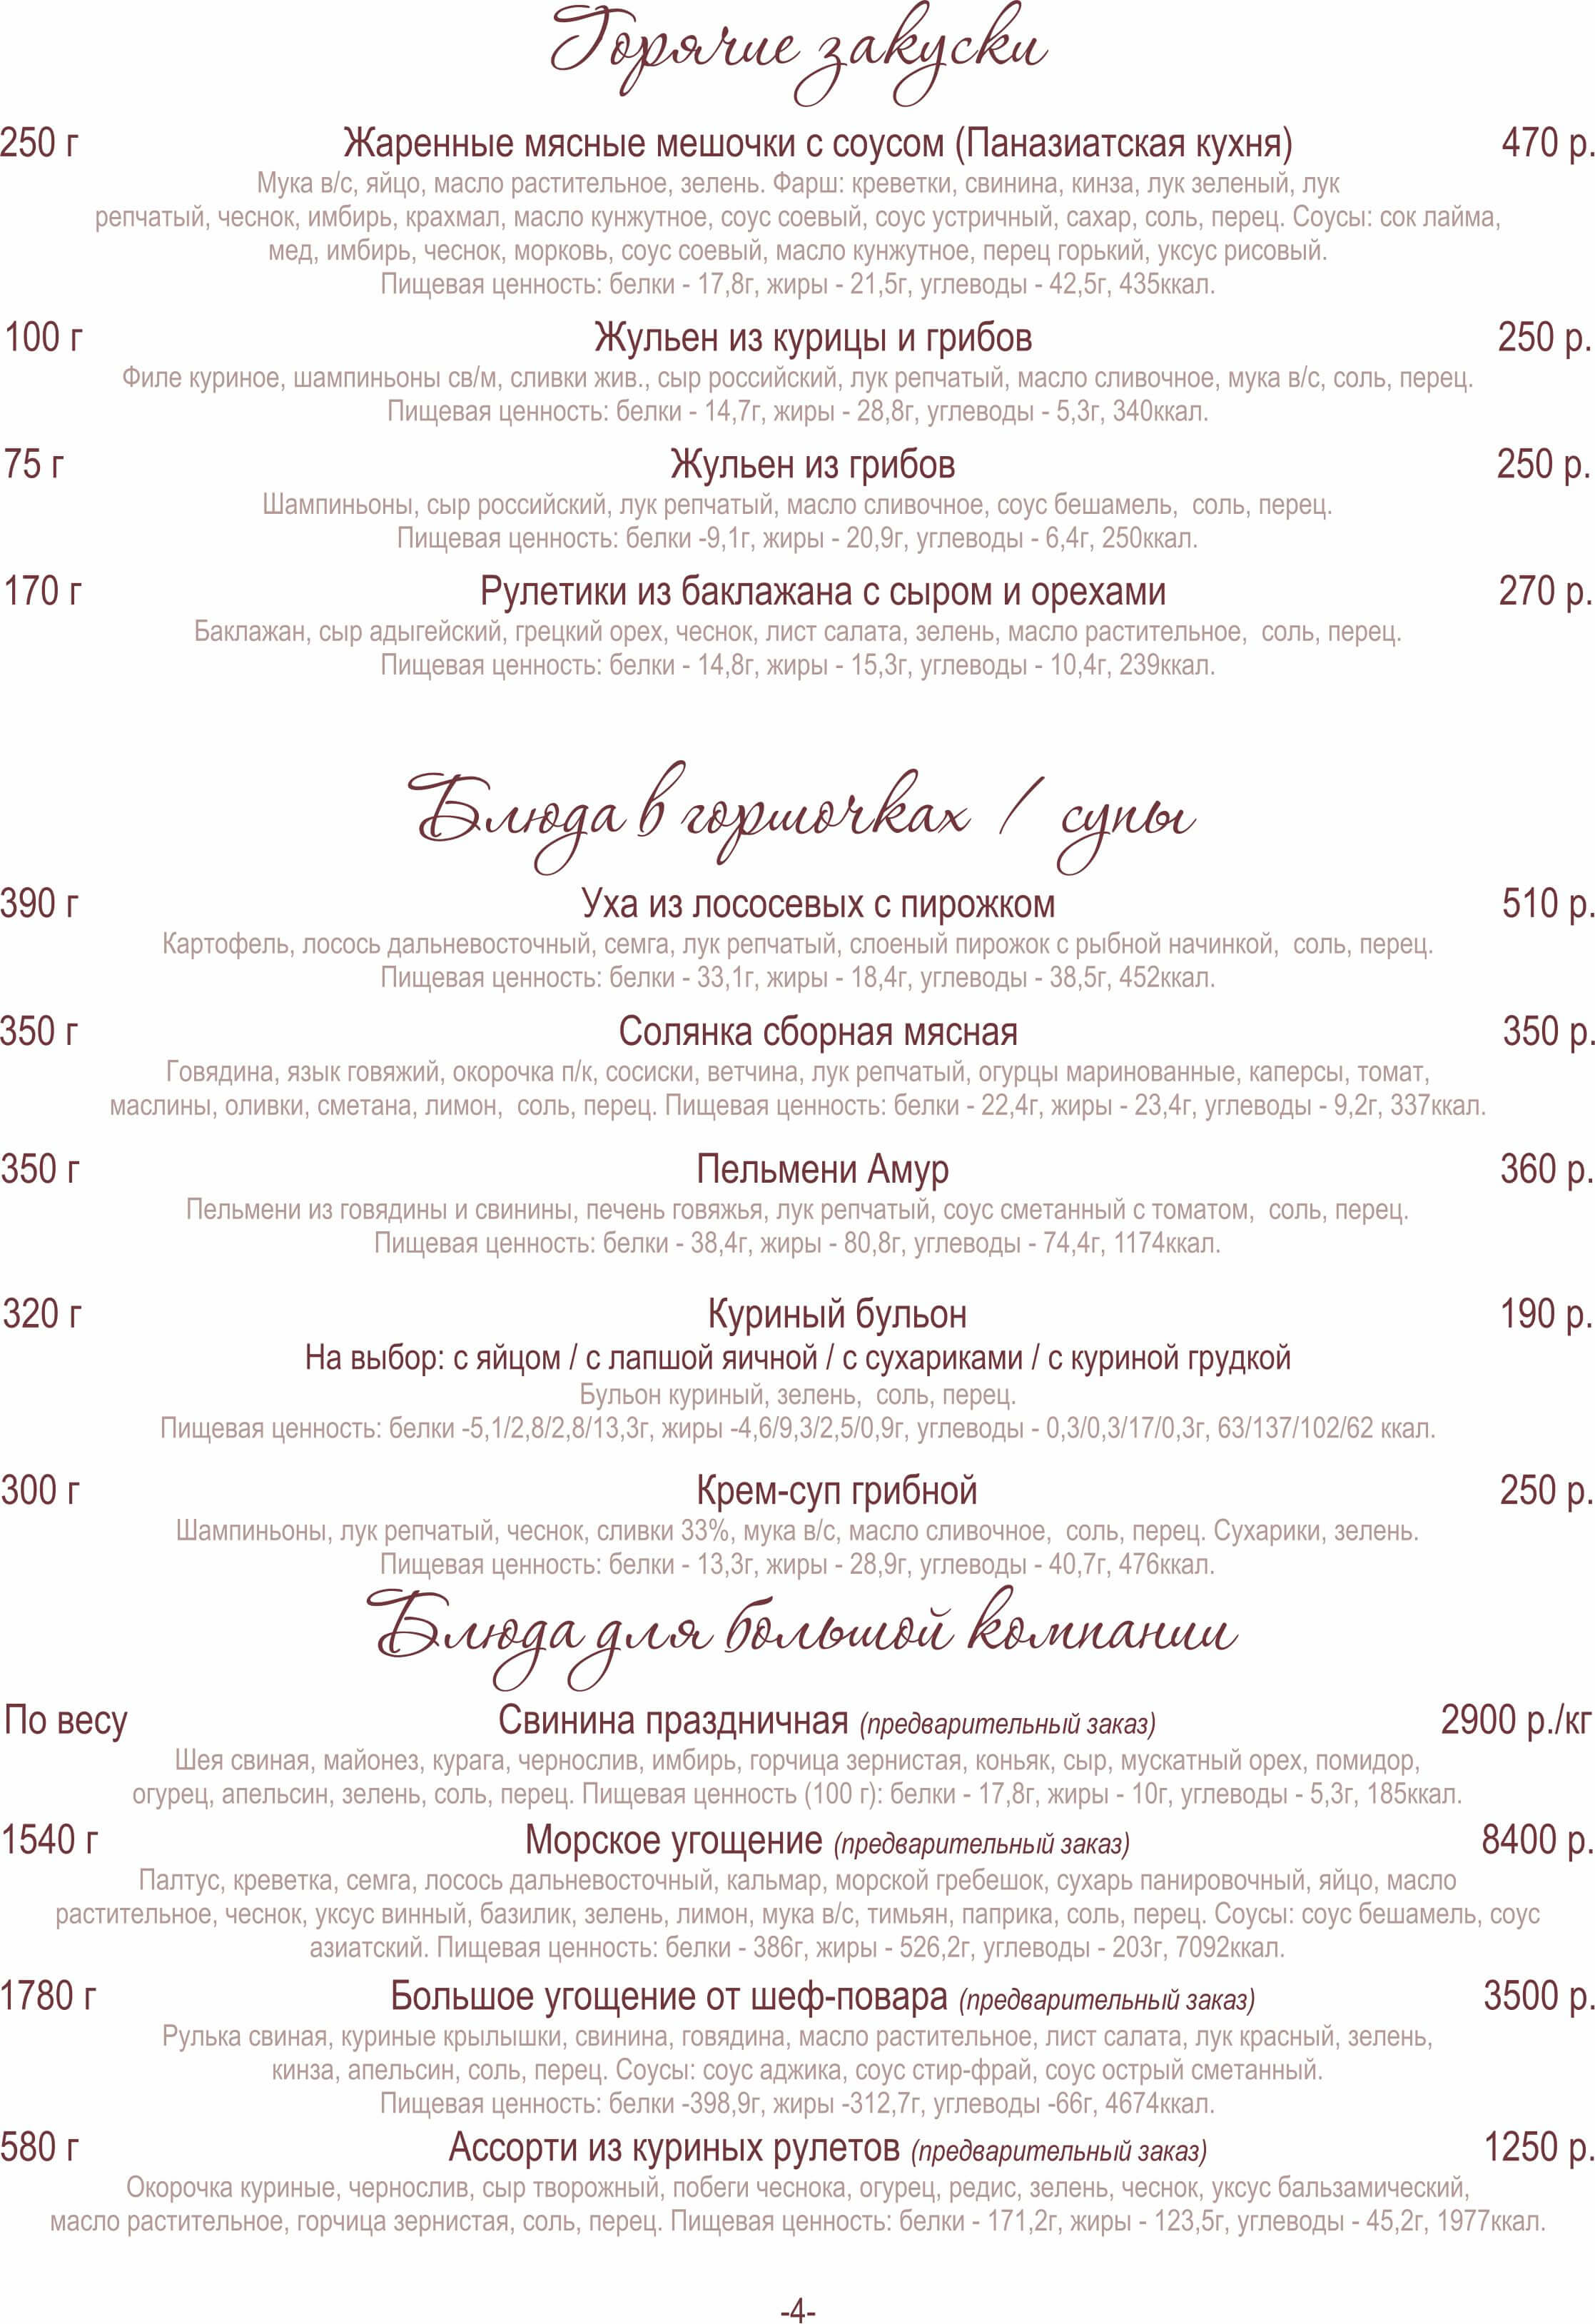 Горячие закуски
250 г Жаренные мясные мешочки с соусом (Паназиатская кухня) 470 р.
Мука в/с, яйцо, масло растительное, зелень. Фарш: креветки, свинина, кинза, лук зеленый, лук
репчатый, чеснок, имбирь, крахмал, масло кунжутное, соус соевый, соус устричный, сахар, соль, перец. Соусы: сок лайма,
мед, имбирь, чеснок, морковь, соус соевый, масло кунжутное, перец горький, уксус рисовый.
Пищевая ценность: белки - 17,8г, жиры - 21,5г, углеводы - 42,5г, 435ккал.
100 г Жульен из курицы и грибов 250 р.
Филе куриное, шампиньоны св/м, сливки жив., сыр российский, лук репчатый, масло сливочное, мука в/с, соль, перец.
Пищевая ценность: белки - 14,7г, жиры - 28,8г, углеводы - 5,3г, 340ккал.
75 г Жульен из грибов 250 р.
Шампиньоны, сыр российский, лук репчатый, масло сливочное, соус бешамель, соль, перец.
Пищевая ценность: белки -9,1г, жиры - 20,9г, углеводы - 6,4г, 250ккал.
170 г Рулетики из баклажана с сыром и орехами 270 р.
Баклажан, сыр адыгейский, грецкий орех, чеснок, лист салата, зелень, масло растительное, соль, перец.
Пищевая ценность: белки - 14,8г, жиры - 15,3г, углеводы - 10,4г, 239ккал.
Блюда в горшочках / супы
390 г Уха из лососевых с пирожком 510 р.
Картофель, лосось дальневосточный, семга, лук репчатый, слоеный пирожок с рыбной начинкой, соль, перец.
Пищевая ценность: белки - 33,1г, жиры - 18,4г, углеводы - 38,5г, 452ккал.
350 г Солянка сборная мясная 350 р.
Говядина, язык говяжий, окорочка п/к, сосиски, ветчина, лук репчатый, огурцы маринованные, каперсы, томат,
маслины, оливки, сметана, лимон, соль, перец. Пищевая ценность: белки - 22,4г, жиры - 23,4г, углеводы - 9,2г, 337ккал.
350 г Пельмени Амур 360 р.
Пельмени из говядины и свинины, печень говяжья, лук репчатый, соус сметанный с томатом, соль, перец.
Пищевая ценность: белки - 38,4г, жиры - 80,8г, углеводы - 74,4г, 1174ккал.
320 г Куриный бульон 190 р.
На выбор: с яйцом / с лапшой яичной / с сухариками / с куриной грудкой
Бульон куриный, зелень, соль, перец.
Пищевая ценность: белки -5,1/2,8/2,8/13,3г, жиры -4,6/9,3/2,5/0,9г, углеводы - 0,3/0,3/17/0,3г, 63/137/102/62 ккал.
300 г Крем-суп грибной 250 р.
Шампиньоны, лук репчатый, чеснок, сливки 33%, мука в/с, масло сливочное, соль, перец. Сухарики, зелень.
Пищевая ценность: белки - 13,3г, жиры - 28,9г, углеводы - 40,7г, 476ккал.
Блюда для большой компании
По весу Свинина праздничная (предварительный заказ) 2900 р./кг
Шея свиная, майонез, курага, чернослив, имбирь, горчица зернистая, коньяк, сыр, мускатный орех, помидор,
огурец, апельсин, зелень, соль, перец. Пищевая ценность (100 г): белки - 17,8г, жиры - 10г, углеводы - 5,3г, 185ккал.
1540 г Морское угощение (предварительный заказ) 8400 р.
Палтус, креветка, семга, лосось дальневосточный, кальмар, морской гребешок, сухарь панировочный, яйцо, масло
растительное, чеснок, уксус винный, базилик, зелень, лимон, мука в/с, тимьян, паприка, соль, перец. Соусы: соус бешамель, соус
азиатский. Пищевая ценность: белки - 386г, жиры - 526,2г, углеводы - 203г, 7092ккал.
1780 г Большое угощение от шеф-повара (предварительный заказ) 3500 р.
Рулька свиная, куриные крылышки, свинина, говядина, масло растительное, лист салата, лук красный, зелень,
кинза, апельсин, соль, перец. Соусы: соус аджика, соус стир-фрай, соус острый сметанный.
Пищевая ценность: белки -398,9г, жиры -312,7г, углеводы -66г, 4674ккал.
580 г Ассорти из куриных рулетов (предварительный заказ) 1250 р.
Окорочка куриные, чернослив, сыр творожный, побеги чеснока, огурец, редис, зелень, чеснок, уксус бальзамический,
масло растительное, горчица зернистая, соль, перец. Пищевая ценность: белки - 171,2г, жиры - 123,5г, углеводы - 45,2г, 1977ккал.
-4-